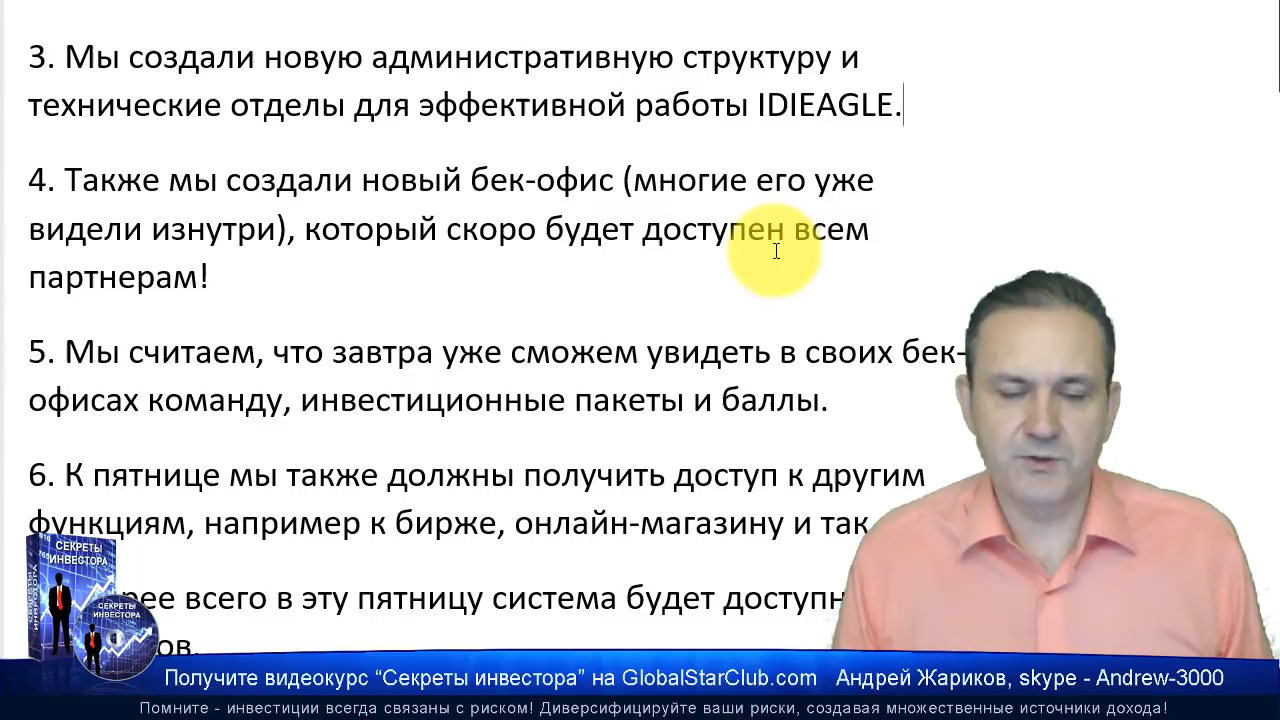 3. Мы создали новую административную структуру и
технические отделы для эффективной работы IDIEAGLE.
4. Также мы создали новый бек-офис (многие его уже
видели изнутри), который скоро будет доступен всем
партнерам!
5. Мы считаем, что завтра уже сможем увидеть в своих бек-
офисах команду, инвестиционные пакеты и баллы.
6. К пятнице мы также должны получить доступ к другим
функциям, например к бирже, онлайн-магазину и так
всего в эту пятницу система будет
СЕКРЕТЫ
ИНВЕСТОРА
СЕКРЕТЫ
ИНВЕСТОРА
Получите видеокурс “Секреты инвестора” на GlobalStarClub.com Андрей Жариков, skype - Andrew-3000
Помните - инвестиции всегда связаны с риском! Диверсифицируйте ваши риски, создавая множественные источники дохода!